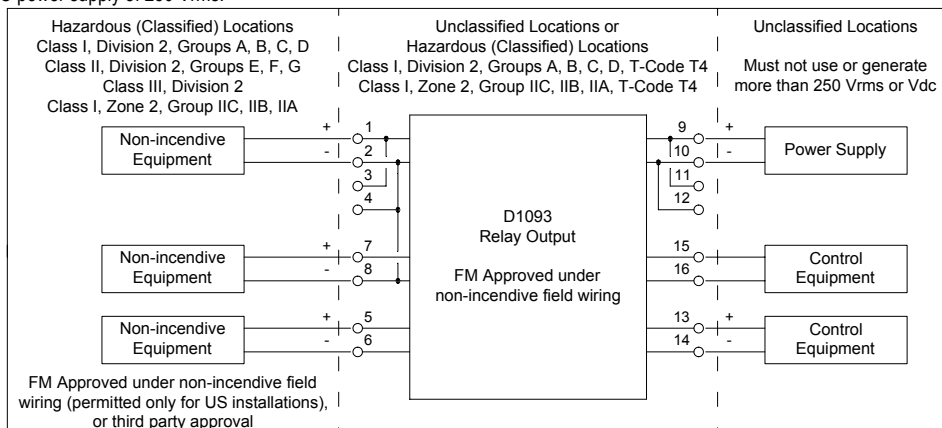 Hazardous (Classified) Locations
Class I, Division 2, Groups A, B, C, D
Class II, Division 2, Groups E, F, G
Class III, Division 2
Class I, Zone 2, Group IIC, IIB, IIA
Unclassified Locations or
Hazardous (Classified) Locations
Class I, Division 2, Groups A, B, C, D, T-Code T4
Class I, Zone 2, Group IIC, IIB, IIA, T-Code T4
Unclassified Locations
Must not use or generate
more than 250 Vrms or Vdc
Non-incendive
Equipment
+ 1
- 2
3
4
Non-incendive
Equipment
+ 7
- 8
Non-incendive
Equipment
+ 5
- 6
FM Approved under non-incendive field
wiring (permitted only for US installations),
or third party approval
D1093
Relay Output
FM Approved under
non-incendive field wiring
9 +
10 -
11
12
Power Supply
15
16
Control
Equipment
13 +
14 -
Control
Equipment